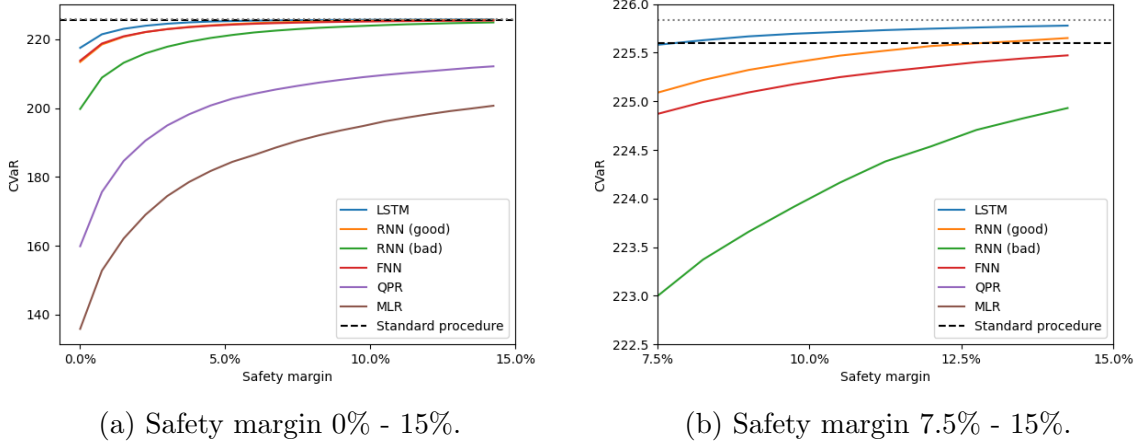 220
200
180
160
140
CVaR
0.0%
5.0%
10.0%
15.0%
Safety margin
LSTM
RNN (good)
RNN (bad)
FNN
QPR
MLR
Standard procedure
(a) Safety margin 0% - 15%.
226.0
225.5
225.0
224.5
224.0
223.5
223.0
222.5
CVaR
7.5%
10.0%
12.5%
15.0%
Safety margin
LSTM
RNN (good)
RNN (bad)
FNN
QPR
MLR
Standard procedure
(b) Safety margin 7.5% - 15%.